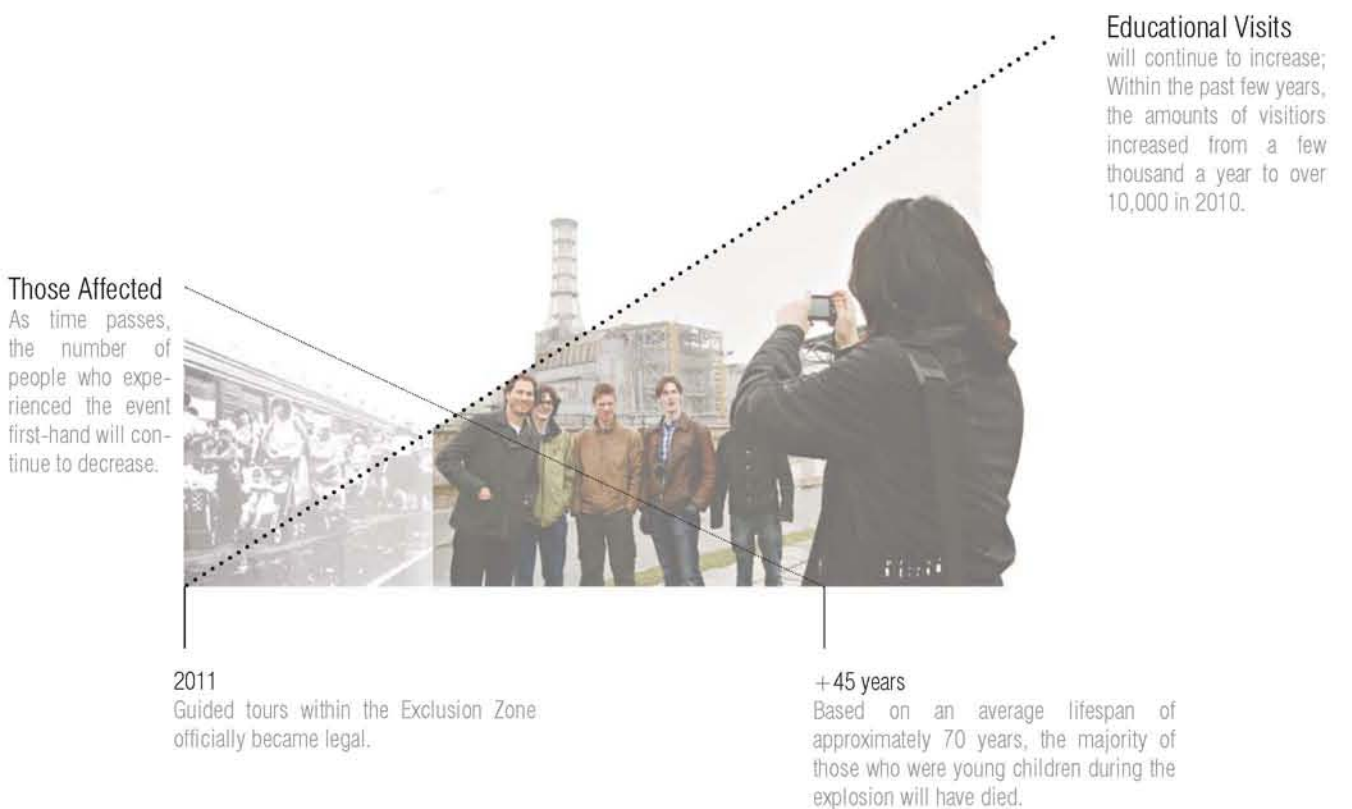 Educational Visits
will continue to increase;
Within the past few years,
the amounts of visitiors
increased from a few
thousand a year to over
10,000 in 2010.
Those Affected
As time passes,
the number of
people who expe-
rienced the event
first-hand will con-
tinue to decrease.
2011
Guided tours within the Exclusion Zone
officially became legal.
+45 years
Based on an average lifespan of
approximately 70 years, the majority of
those who were young children during the
explosion will have died.